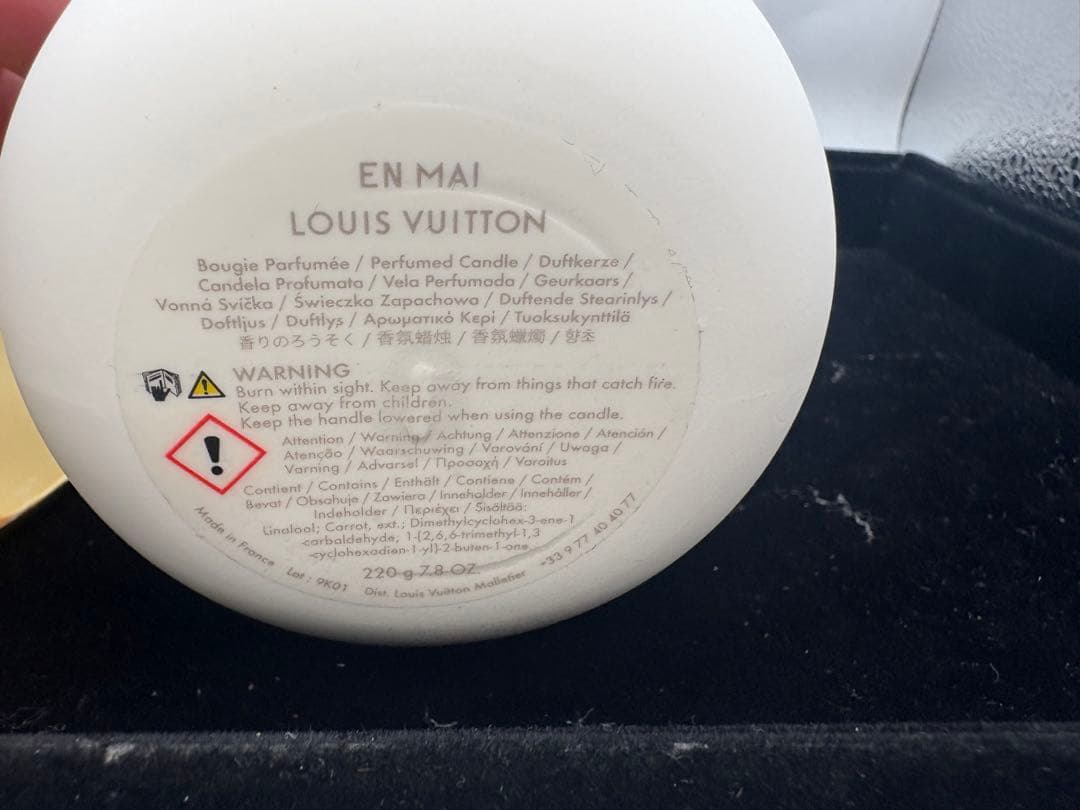 EN MAI
LOUIS VUITTON
Bougie Parfumée / Perfumed Candle / Duftkerze /
Candela Profumata / Vela Perfumada / Geurkaars /
Vonná Svíčka / Świeczka Zapachowa / Duftende Stearinlys /
Doftljus / Duftlys / Αρωματικό Κερί / Tuoksukynttilä
香りのろうそく / 香氛蜡烛 / 香氛蠟燭 / 향초
WARNING
Burn within sight. Keep away from things that catch fire.
Keep away from children.
Keep the handle lowered when using the candle.
Attention / Warning / Achtung / Attenzione / Atención /
Atenção / Waarschuwing / Varování / Uwaga /
Varning / Advarsel / Προσοχή / Varoitus
Contient / Contains / Enthält / Contiene / Contém /
Bevat / Obsahuje / Zawiera / Inneholder / Innehåller /
Indeholder / Περιέχει / Sisältää:
Linalool; Carrot, ext.; Dimethylcyclohex-3-ene-1
-carbaldehyde; 1-(2,6,6-trimethyl-1,3
-cyclohexadien-1-yl)-2-buten-1-one.
220 g 7.8 OZ.
Made in France Lot : 9K01 Dist. Louis Vuitton Malletier +33 9 77 40 40 77